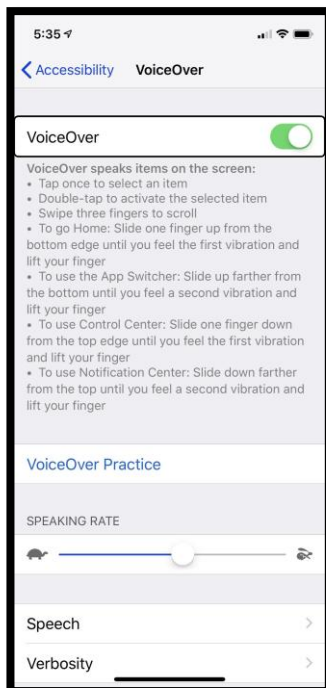 5:35
Accessibility
VoiceOver
VoiceOver
VoiceOver speaks items on the screen:
• Tap once to select an item
• Double-tap to activate the selected item
• Swipe three fingers to scroll
• To go Home: Slide one finger up from the
bottom edge until you feel the first vibration and
lift your finger
• To use the App Switcher: Slide up farther from
the bottom until you feel a second vibration and
lift your finger
• To use Control Center: Slide one finger down
from the top edge until you feel the first vibration
and lift your finger
• To use Notification Center: Slide down farther
from the top until you feel a second vibration and
lift your finger
VoiceOver Practice
SPEAKING RATE
Speech
Verbosity